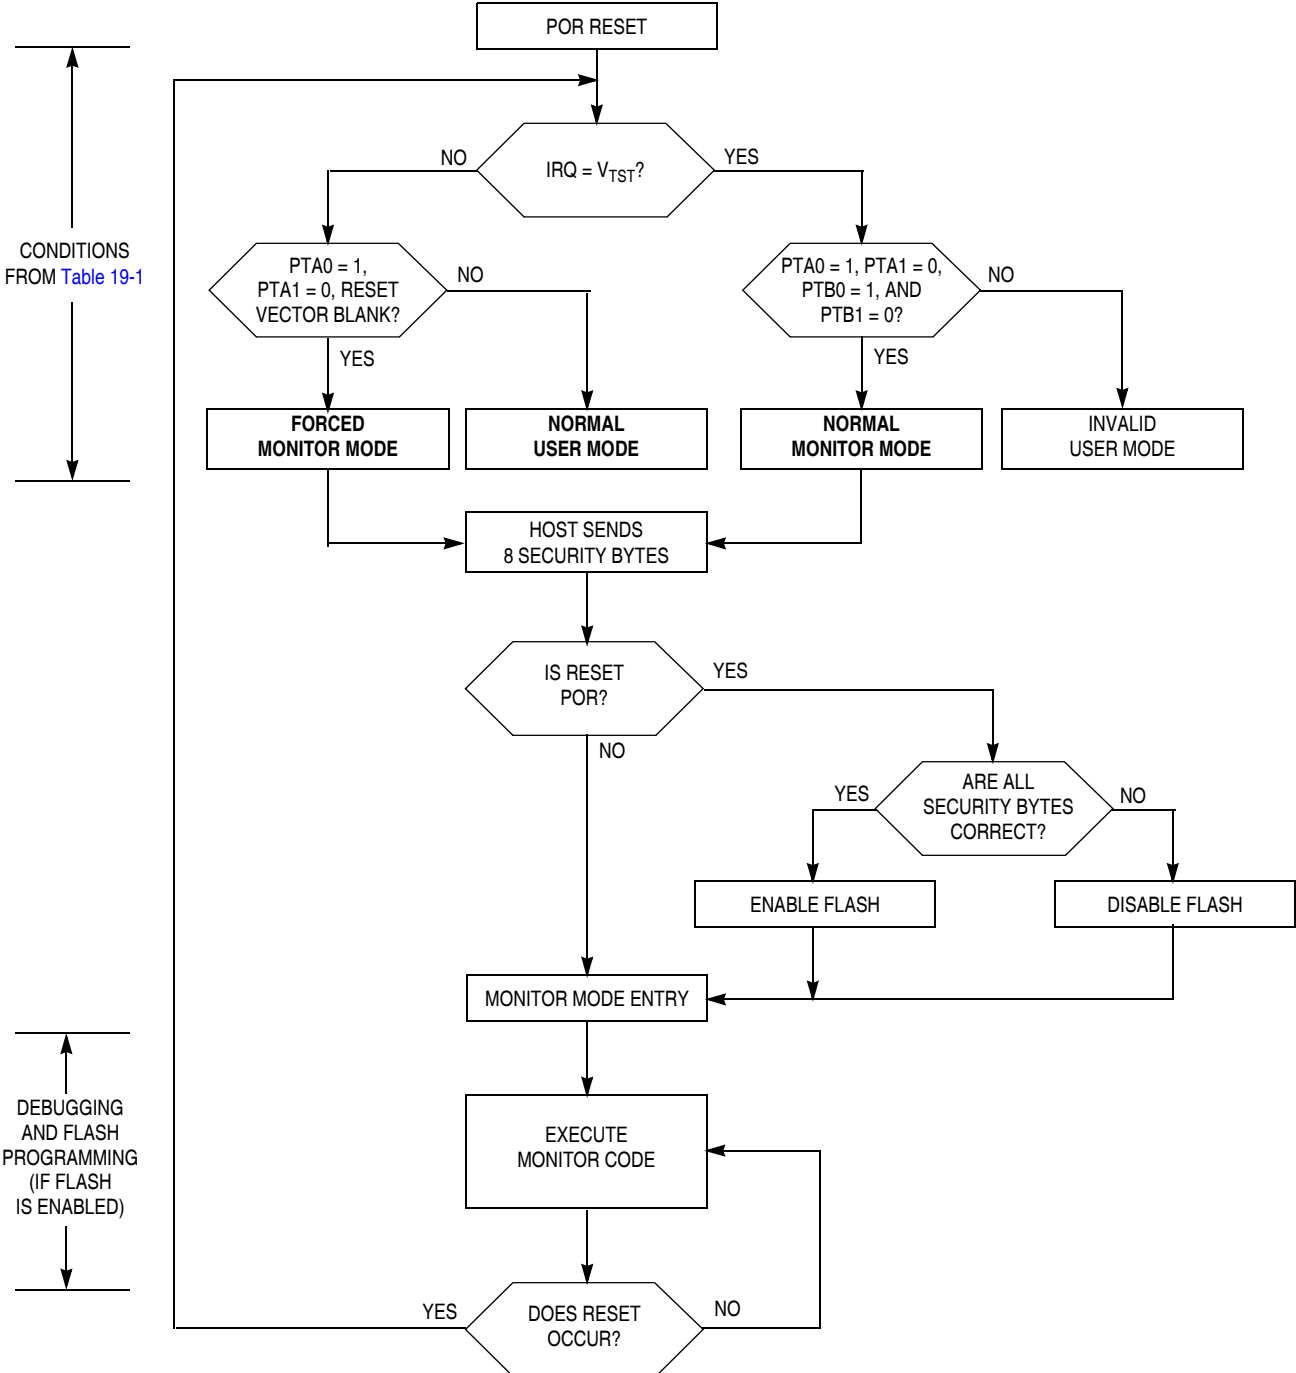 POR RESET
NO
YES
IRQ = VTST?
CONDITIONS
FROM Table 19-1
PTA0 = 1,
PTA1 = 0, RESET
VECTOR BLANK?
NO
YES
PTA0 = 1, PTA1 = 0,
PTB0 = 1, AND
PTB1 = 0?
NO
YES
FORCED
MONITOR MODE
NORMAL
USER MODE
NORMAL
MONITOR MODE
INVALID
USER MODE
HOST SENDS
8 SECURITY BYTES
IS RESET
POR?
YES
NO
ARE ALL
SECURITY BYTES
CORRECT?
YES
NO
ENABLE FLASH
DISABLE FLASH
MONITOR MODE ENTRY
DEBUGGING
AND FLASH
PROGRAMMING
(IF FLASH
IS ENABLED)
EXECUTE
MONITOR CODE
YES
DOES RESET
OCCUR?
NO